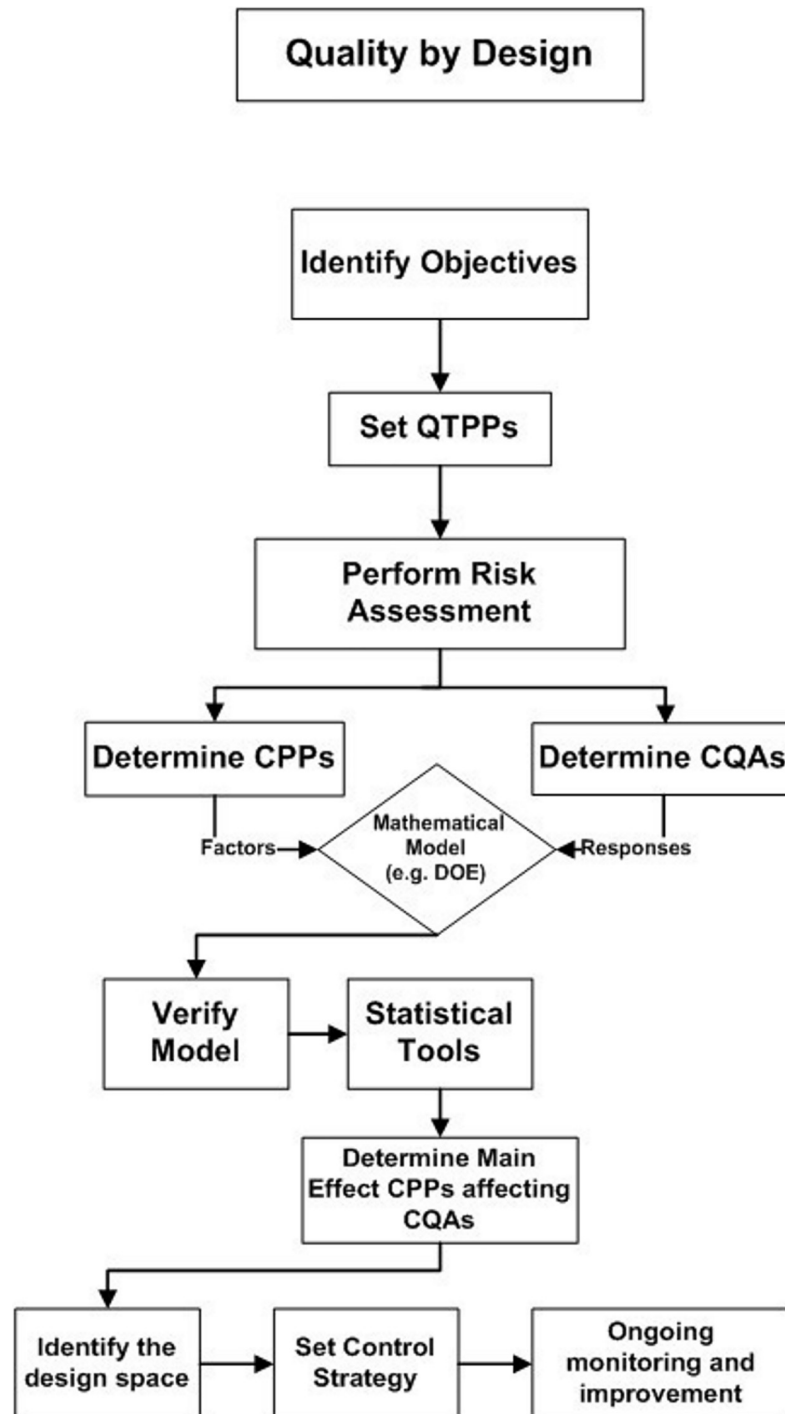 Quality by Design
Identify Objectives
Set QTPPs
Perform Risk
Assessment
Determine CPPs
Determine CQAs
Mathematical
Model
(e.g. DOE)
Factors
Responses
Verify
Model
Statistical
Tools
Determine Main
Effect CPPs affecting
CQAs
Identify the
design space
Set Control
Strategy
Ongoing
monitoring and
improvement